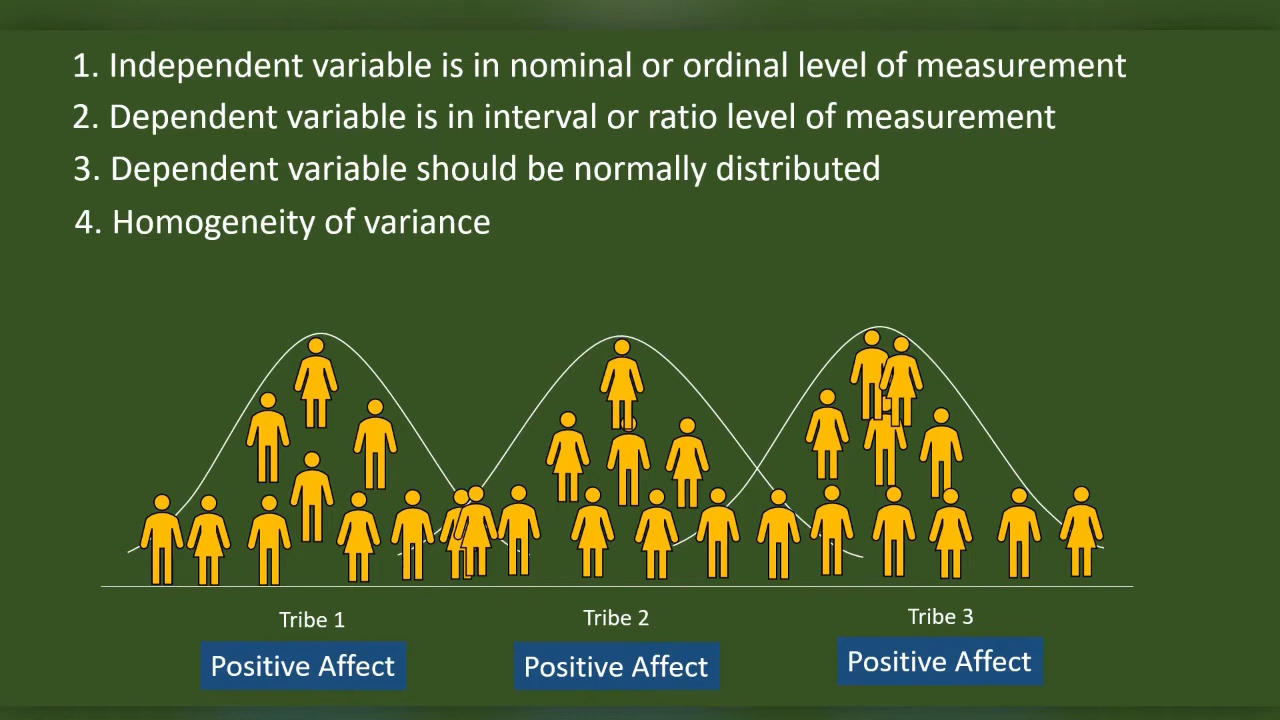 1. Independent variable is in nominal or ordinal level of measurement
2. Dependent variable is in interval or ratio level of measurement
3. Dependent variable should be normally distributed
4. Homogeneity of variance
Tribe 1
Tribe 2
Tribe 3
Positive Affect
Positive Affect
Positive Affect